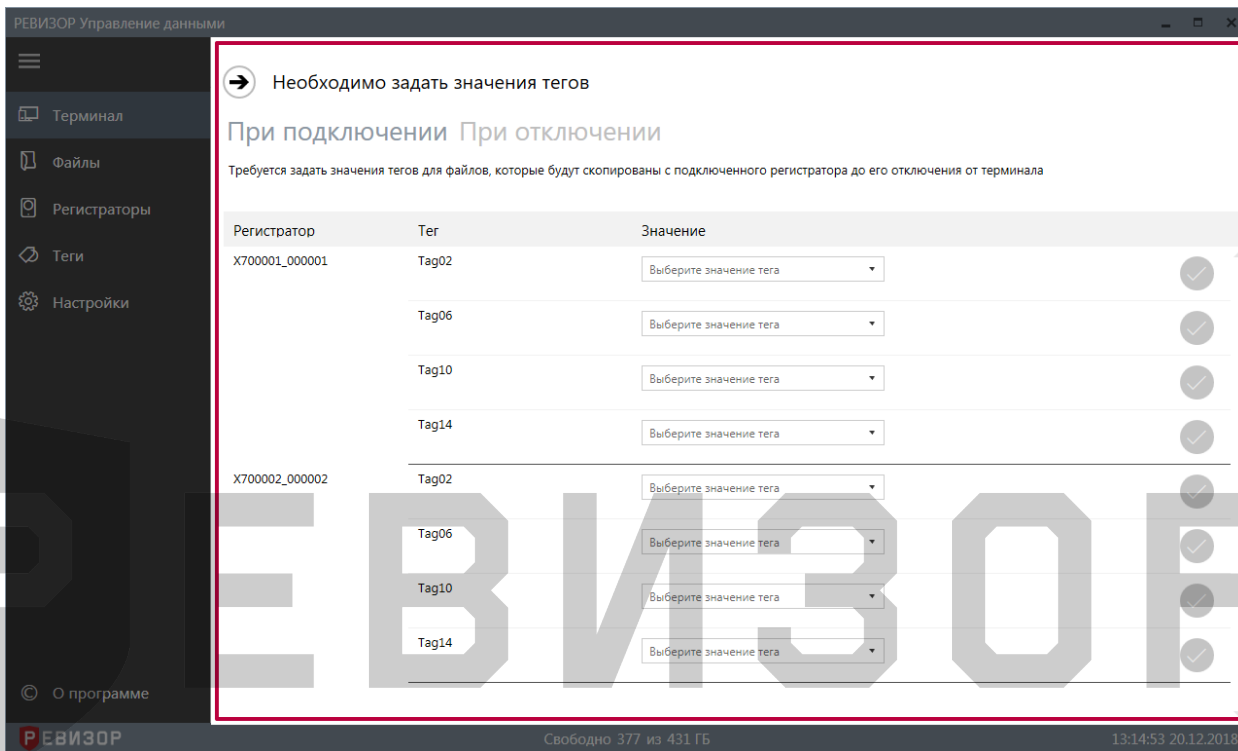 РЕВИЗОР Управление данными
Терминал
Файлы
Регистраторы
Теги
Настройки
О программе
Необходимо задать значения тегов
При подключении При отключении
Требуется задать значения тегов для файлов, которые будут скопированы с подключенного регистратора до его отключения от терминала
Регистратор Тег Значение
X700001_000001 Tag02 Выберите значение тега
Tag06 Выберите значение тега
Tag10 Выберите значение тега
Tag14 Выберите значение тега
X700002_000002 Tag02 Выберите значение тега
Tag06 Выберите значение тега
Tag10 Выберите значение тега
Tag14 Выберите значение тега
РЕВИЗОР
РЕВИЗОР Свободно 377 из 431 ГБ 13:14:53 20.12.2018